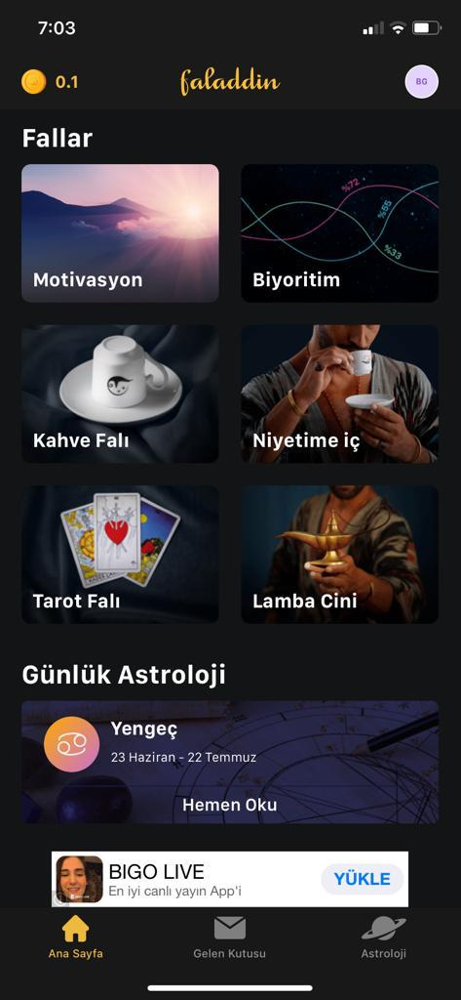 7:03
0.1
faladdin
BG
Fallar
Motivasyon
%72
%55
%33
Biyoritim
Kahve Falı
Niyetime iç
Tarot Falı
Lamba Cini
Günlük Astroloji
Yengeç
23 Haziran - 22 Temmuz
Hemen Oku
BIGO LIVE
En iyi canlı yayın App'i
YÜKLE
Ana Sayfa
Gelen Kutusu
Astroloji